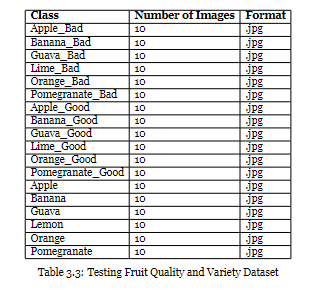 Class Number of Images Format
Apple_Bad 10 .jpg
Banana_Bad 10 .jpg
Guava_Bad 10 .jpg
Lime_Bad 10 .jpg
Orange_Bad 10 .jpg
Pomegranate_Bad 10 .jpg
Apple_Good 10 .jpg
Banana_Good 10 .jpg
Guava_Good 10 .jpg
Lime_Good 10 .jpg
Orange_Good 10 .jpg
Pomegranate_Good 10 .jpg
Apple 10 .jpg
Banana 10 .jpg
Guava 10 .jpg
Lemon 10 .jpg
Orange 10 .jpg
Pomegranate 10 .jpg
Table 3.3: Testing Fruit Quality and Variety Dataset